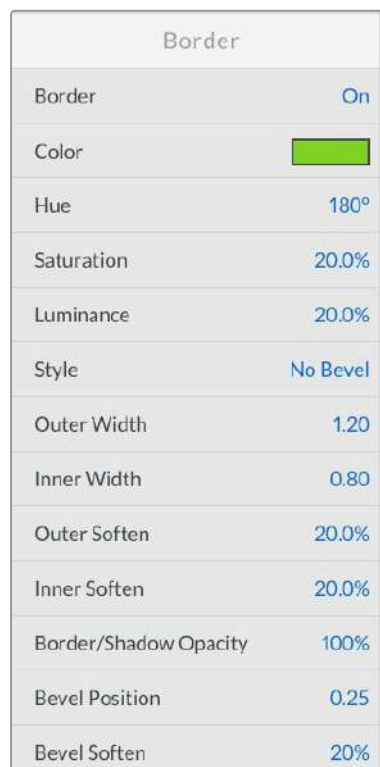 Border
Border On
Color
Hue 180°
Saturation 20.0%
Luminance 20.0%
Style No Bevel
Outer Width 1.20
Inner Width 0.80
Outer Soften 20.0%
Inner Soften 20.0%
Border/Shadow Opacity 100%
Bevel Position 0.25
Bevel Soften 20%